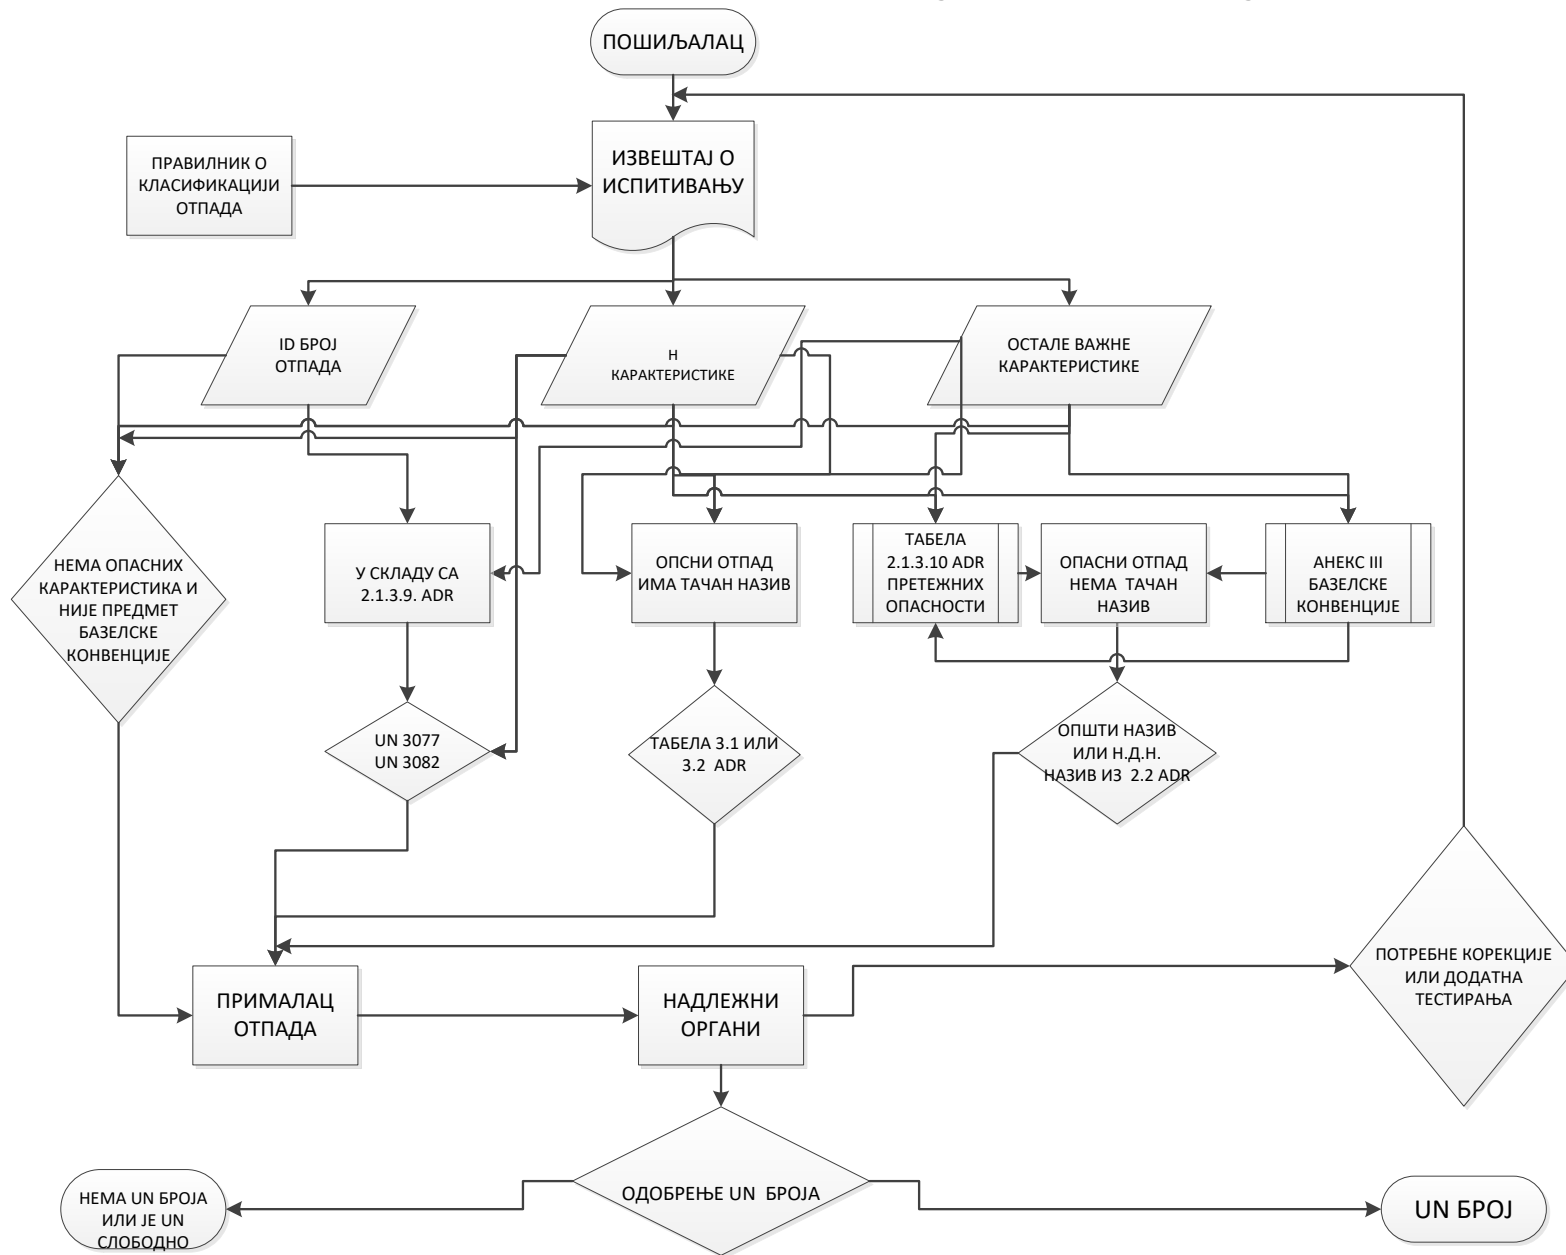 ПОШИЉАЛАЦ
ПРАВИЛНИК О
КЛАСИФИКАЦИЈИ
ОТПАДА
ИЗВЕШТАЈ О
ИСПИТИВАЊУ
ID БРОЈ
ОТПАДА
Н
КАРАКТЕРИСТИКЕ
ОСТАЛЕ ВАЖНЕ
КАРАКТЕРИСТИКЕ
НЕМА ОПАСНИХ
КАРАКТЕРИСТИКА И
НИЈЕ ПРЕДМЕТ
БАЗЕЛСКЕ
КОНВЕНЦИЈЕ
У СКЛАДУ СА
2.1.3.9. ADR
ОПСНИ ОТПАД
ИМА ТАЧАН НАЗИВ
ТАБЕЛА
2.1.3.10 ADR
ПРЕТЕЖНИХ
ОПАСНОСТИ
ОПАСНИ ОТПАД
НЕМА ТАЧАН
НАЗИВ
АНЕКС III
БАЗЕЛСКЕ
КОНВЕНЦИЈЕ
UN 3077
UN 3082
ТАБЕЛА 3.1 ИЛИ
3.2 ADR
ОПШТИ НАЗИВ
ИЛИ Н.Д.Н.
НАЗИВ ИЗ 2.2 ADR
ПОТРЕБНЕ КОРЕКЦИЈЕ
ИЛИ ДОДАТНА
ТЕСТИРАЊА
ПРИМАЛАЦ
ОТПАДА
НАДЛЕЖНИ
ОРГАНИ
НЕМА UN БРОЈА
ИЛИ ЈЕ UN
СЛОБОДНО
ОДОБРЕЊЕ UN БРОЈА
UN БРОЈ